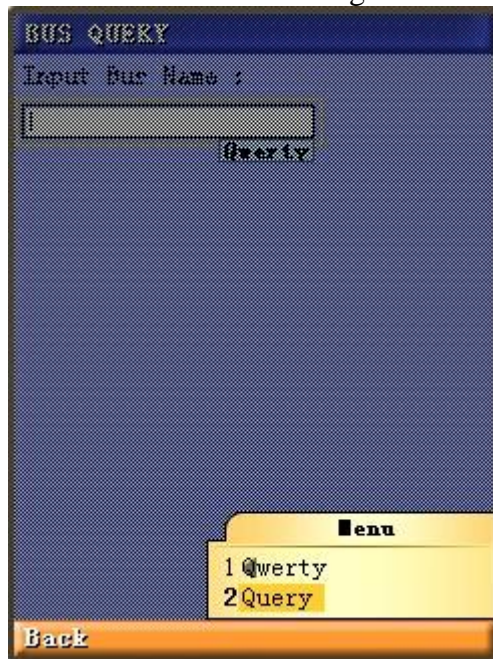 BUS QUERY
Input Bus Name :
Qwerty
Menu
1 Qwerty
2 Query
Back